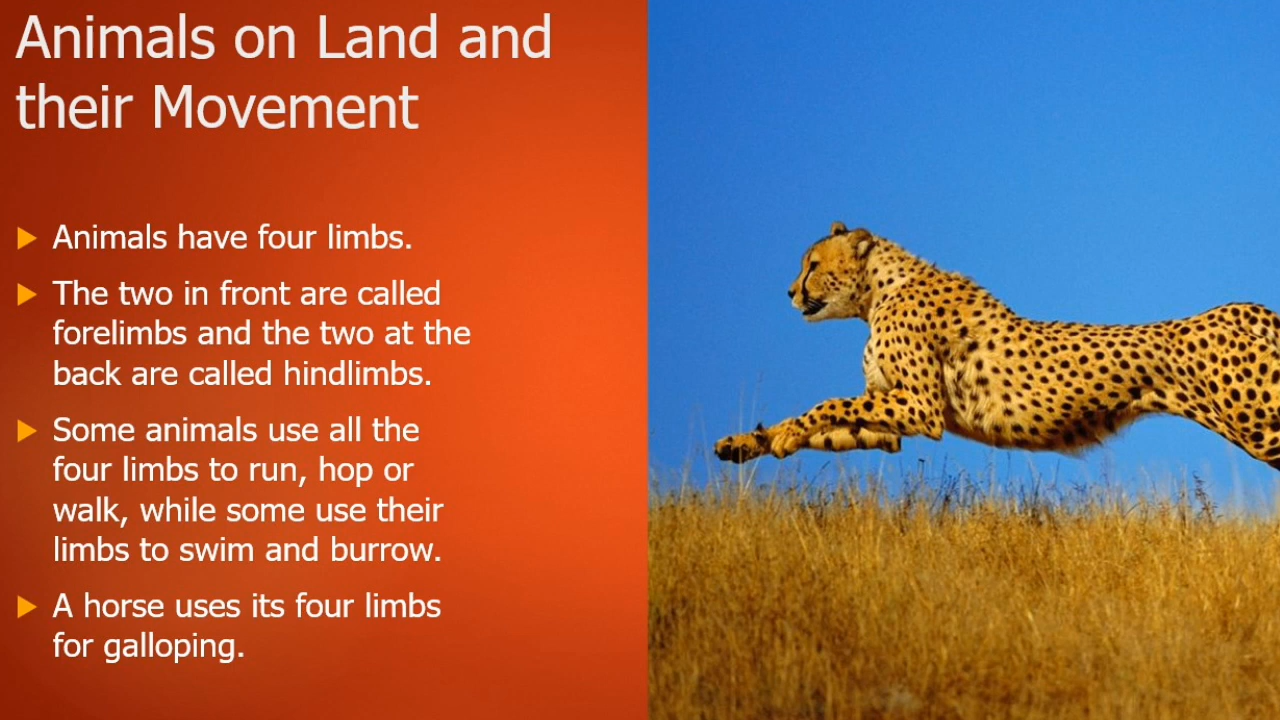 Animals on Land and
their Movement
Animals have four limbs.
The two in front are called
forelimbs and the two at the
back are called hindlimbs.
Some animals use all the
four limbs to run, hop or
walk, while some use their
limbs to swim and burrow.
A horse uses its four limbs
for galloping.